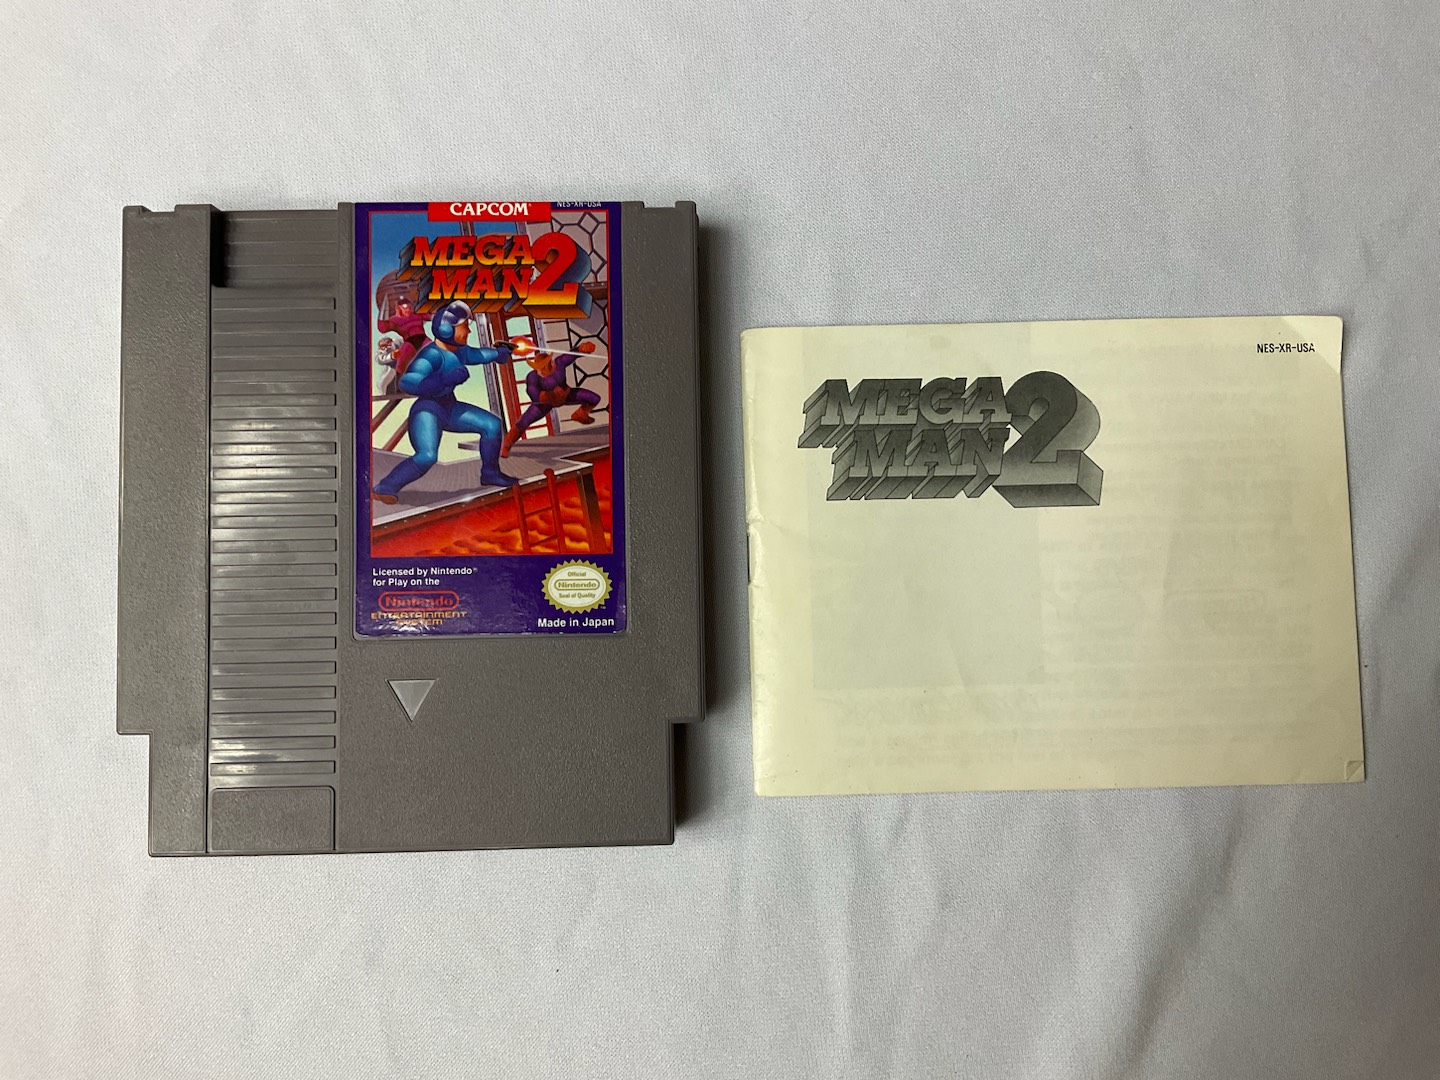 CAPCOM®
NES-XR-USA
MEGA
MAN 2
Licensed by Nintendo®
for Play on the
Nintendo
ENTERTAINMENT
SYSTEM
Official
Nintendo
Seal of Quality
TM
Made in Japan
NES-XR-USA
MEGA
MAN 2